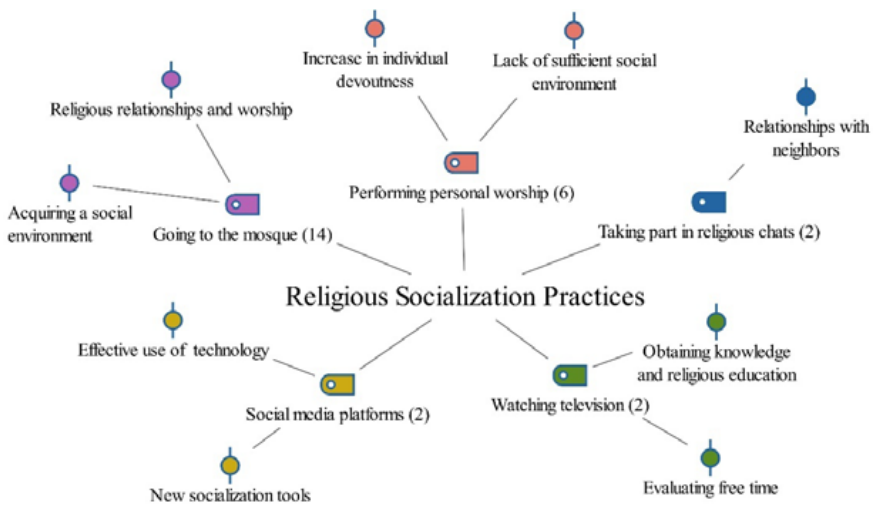 Increase in individual
devoutness
Lack of sufficient social
environment
Religious relationships and worship
Relationships with
neighbors
Performing personal worship (6)
Acquiring a social
environment
Going to the mosque (14)
Taking part in religious chats (2)
Religious Socialization Practices
Effective use of technology
Obtaining knowledge
and religious education
Social media platforms (2)
Watching television (2)
New socialization tools
Evaluating free time